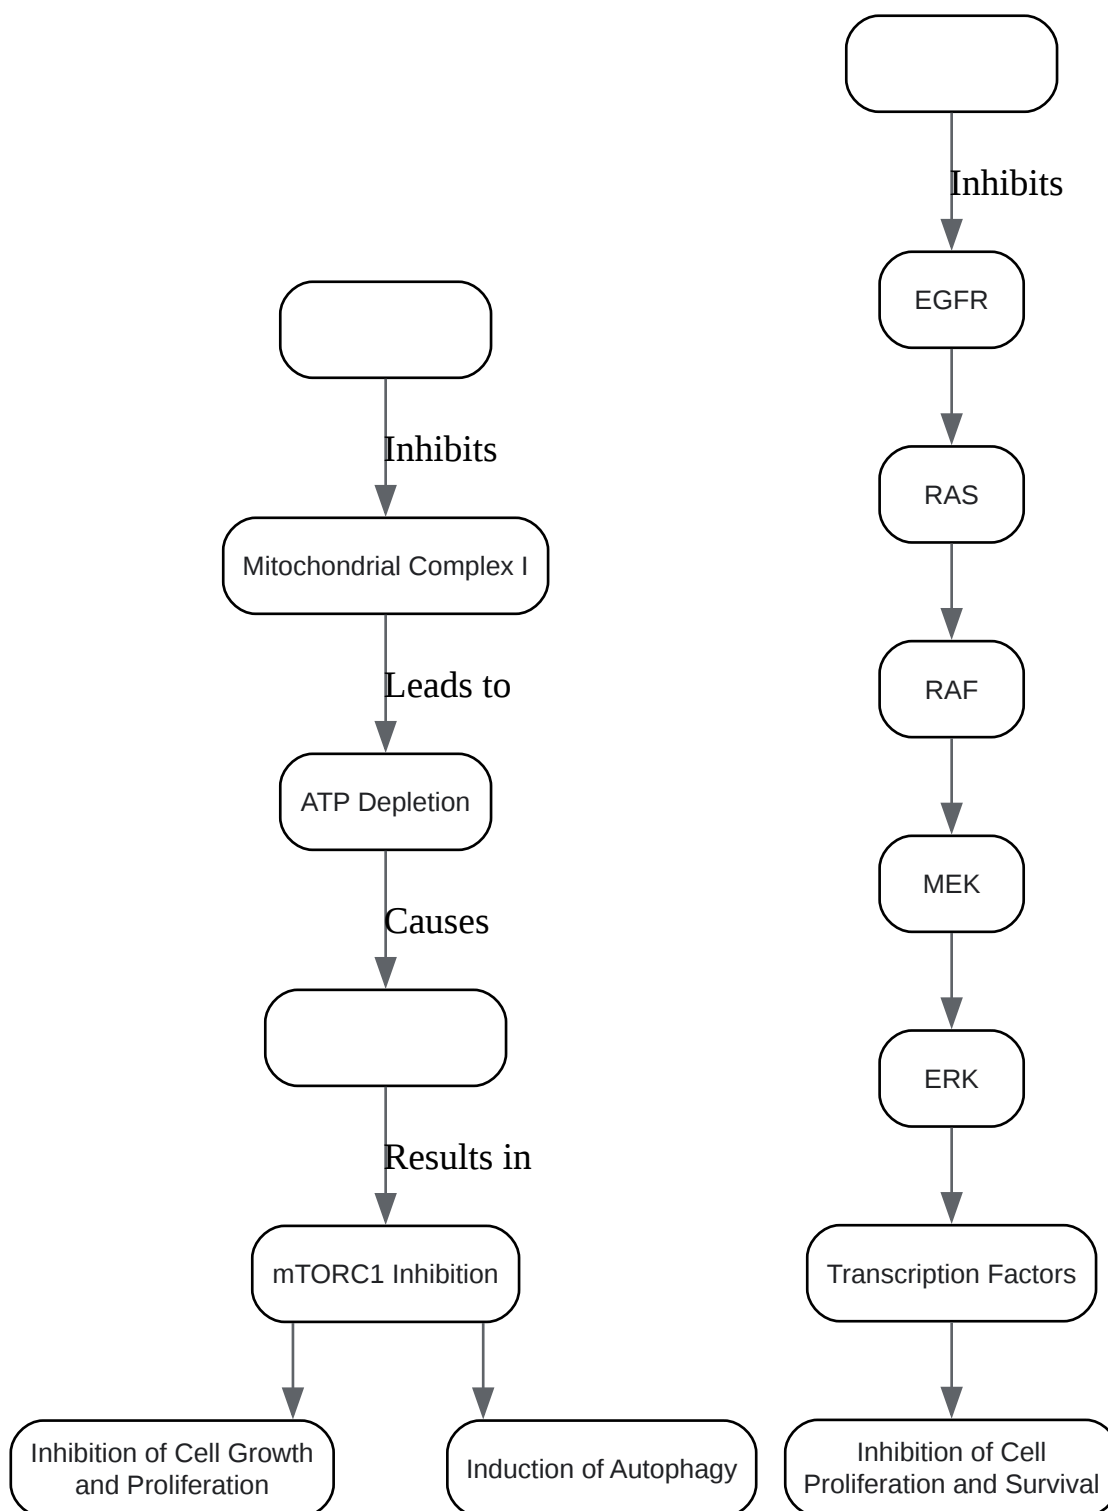 Inhibits
Mitochondrial Complex I
Leads to
ATP Depletion
Causes
Results in
mTORC1 Inhibition
Inhibition of Cell Growth
and Proliferation
Induction of Autophagy
Inhibits
EGFR
RAS
RAF
MEK
ERK
Transcription Factors
Inhibition of Cell
Proliferation and Survival